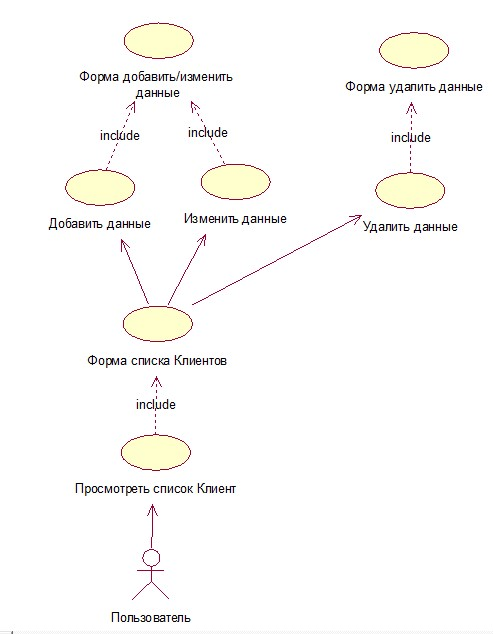 Форма добавить/изменить
данные
Форма удалить данные
include
include
include
Добавить данные
Изменить данные
Удалить данные
Форма списка Клиентов
include
Просмотреть список Клиент
Пользователь